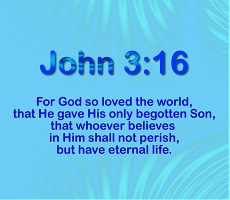 John 3:16
For God so loved the world,
that He gave His only begotten Son,
that whoever believes
in Him shall not perish,
but have eternal life.